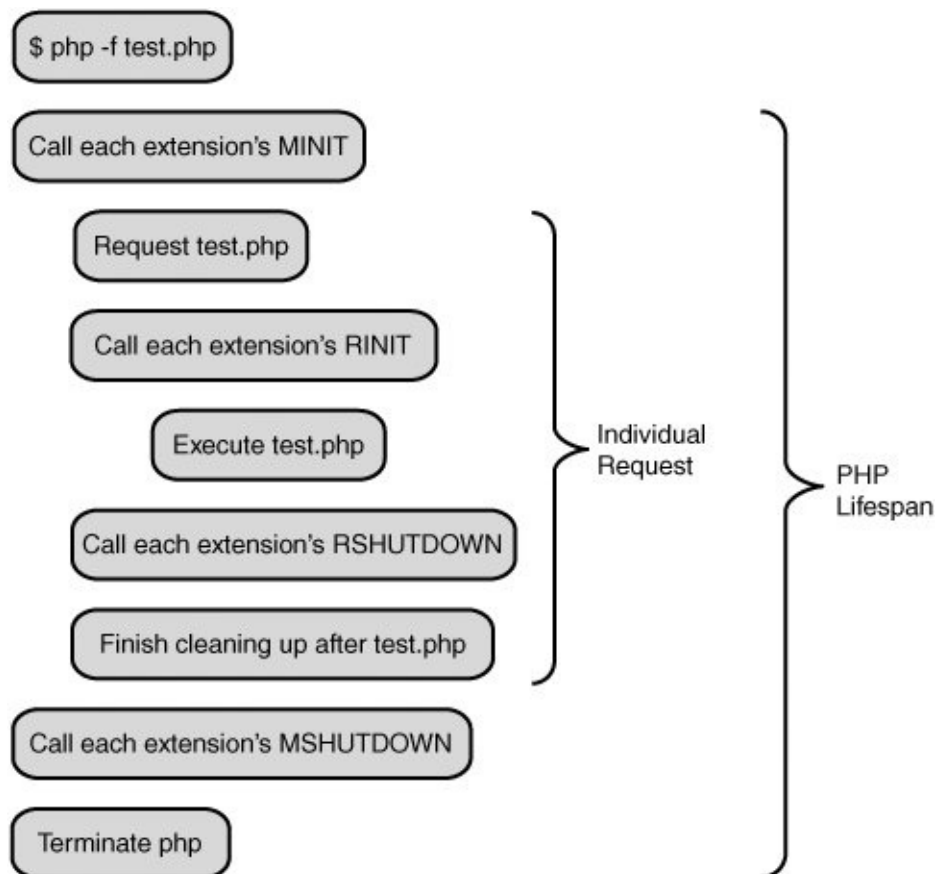 $ php -f test.php
Call each extension's MINIT
Request test.php
Call each extension's RINIT
Execute test.php
Individual
Request
PHP
Lifespan
Call each extension's RSHUTDOWN
Finish cleaning up after test.php
Call each extension's MSHUTDOWN
Terminate php